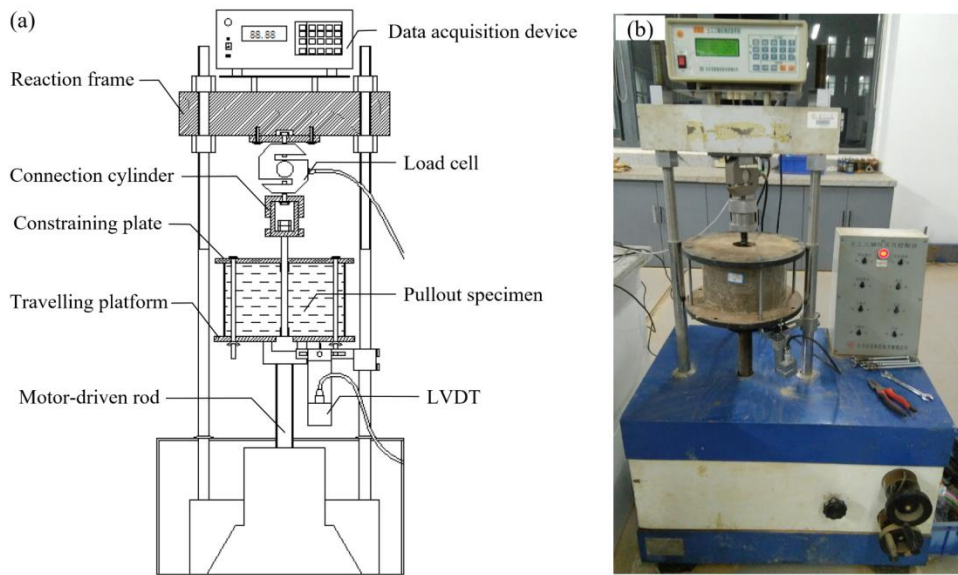 (a)
88.88
Data acquisition device
Reaction frame
Load cell
Connection cylinder
Constraining plate
Travelling platform
Pullout specimen
Motor-driven rod
LVDT
(b)